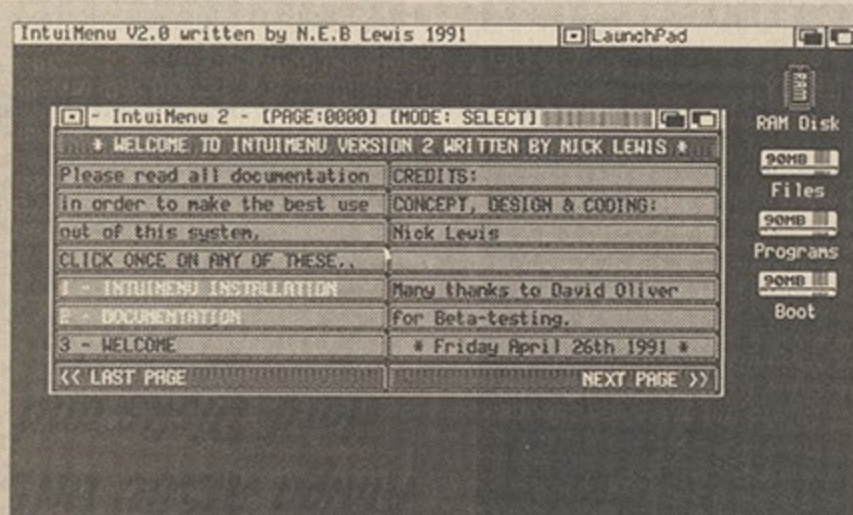 IntuiMenu V2.0 written by N.E.B Lewis 1991
LaunchPad
RAM
RAM Disk
90MB
Files
90MB
Programs
90MB
Boot
- IntuiMenu 2 - [PAGE:0000] [MODE: SELECT]
* WELCOME TO INTUIMENU VERSION 2 WRITTEN BY NICK LEWIS *
Please read all documentation
in order to make the best use
out of this system.
CLICK ONCE ON ANY OF THESE..
1 - INTUIMENU INSTALLATION
2 - DOCUMENTATION
3 - WELCOME
<< LAST PAGE
CREDITS:
CONCEPT, DESIGN & CODING:
Nick Lewis
Many thanks to David Oliver
for Beta-testing.
* Friday April 26th 1991 *
NEXT PAGE >>